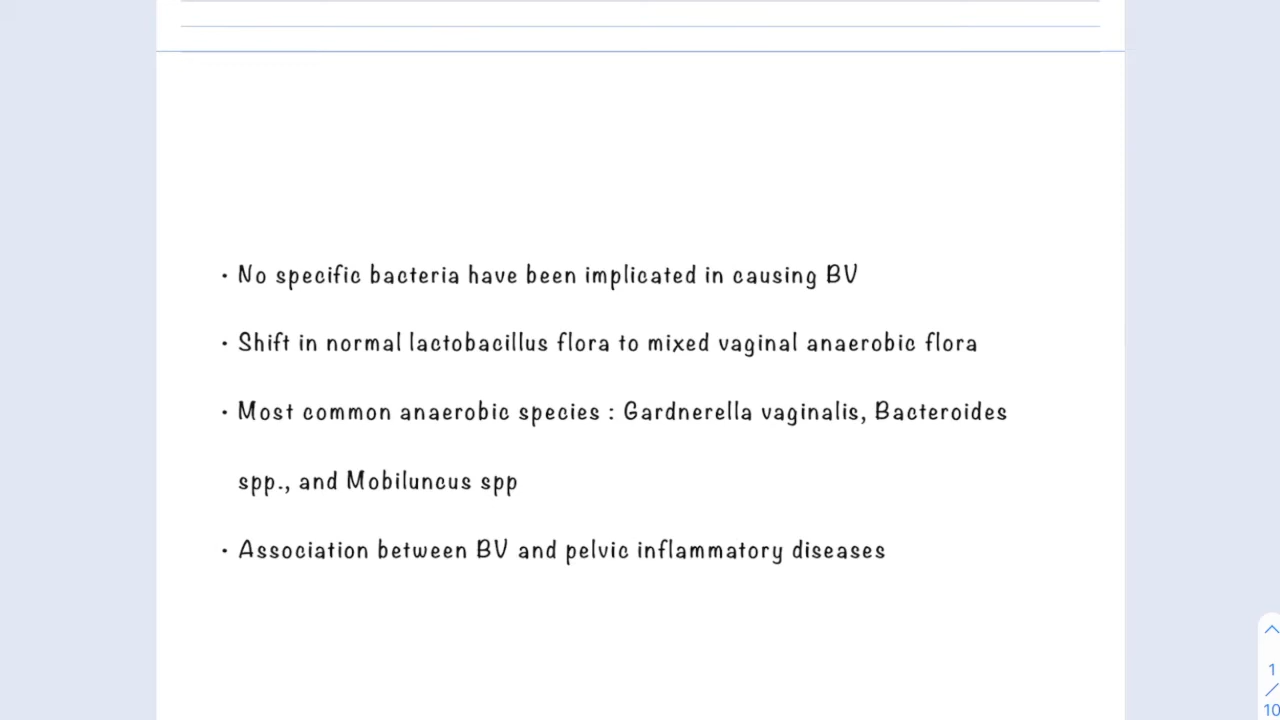 • No specific bacteria have been implicated in causing BV
• Shift in normal lactobacillus flora to mixed vaginal anaerobic flora
• Most common anaerobic species : Gardnerella vaginalis, Bacteroides
spp., and Mobiluncus spp
• Association between BV and pelvic inflammatory diseases
1
/
10